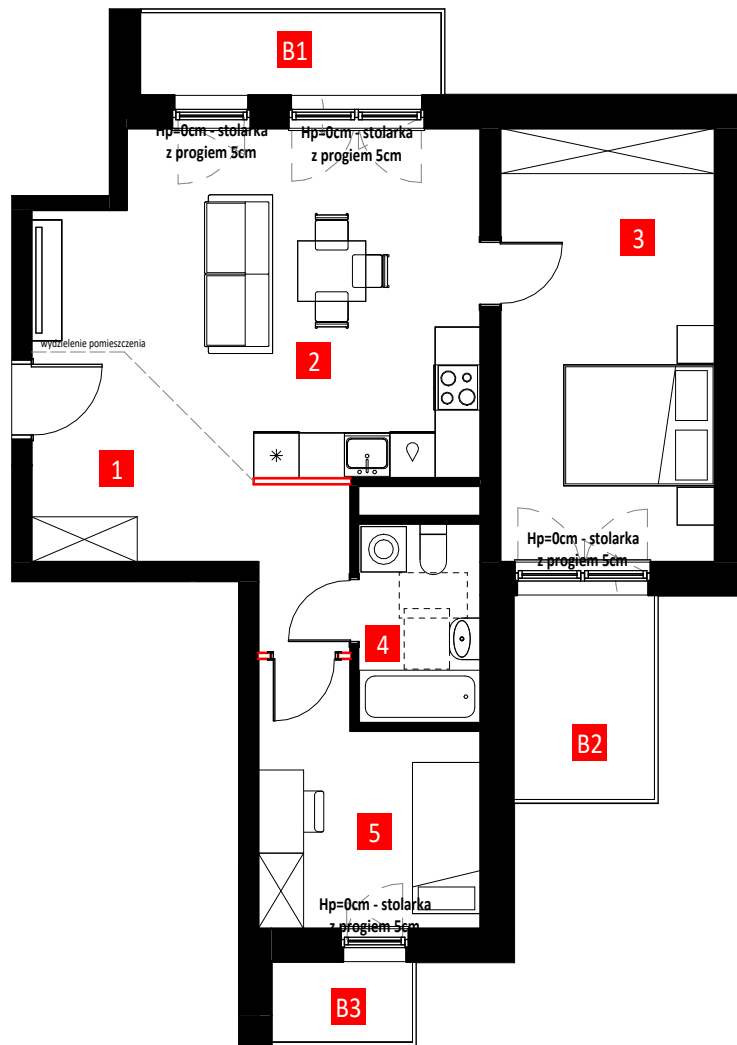 B1
Hp=0cm - stolarka
z progiem 5cm
Hp=0cm - stolarka
z progiem 5cm
3
wydzielenie pomieszczenia
2
1
Hp=0cm - stolarka
z progiem 5cm
4
B2
5
Hp=0cm - stolarka
z progiem 5cm
B3